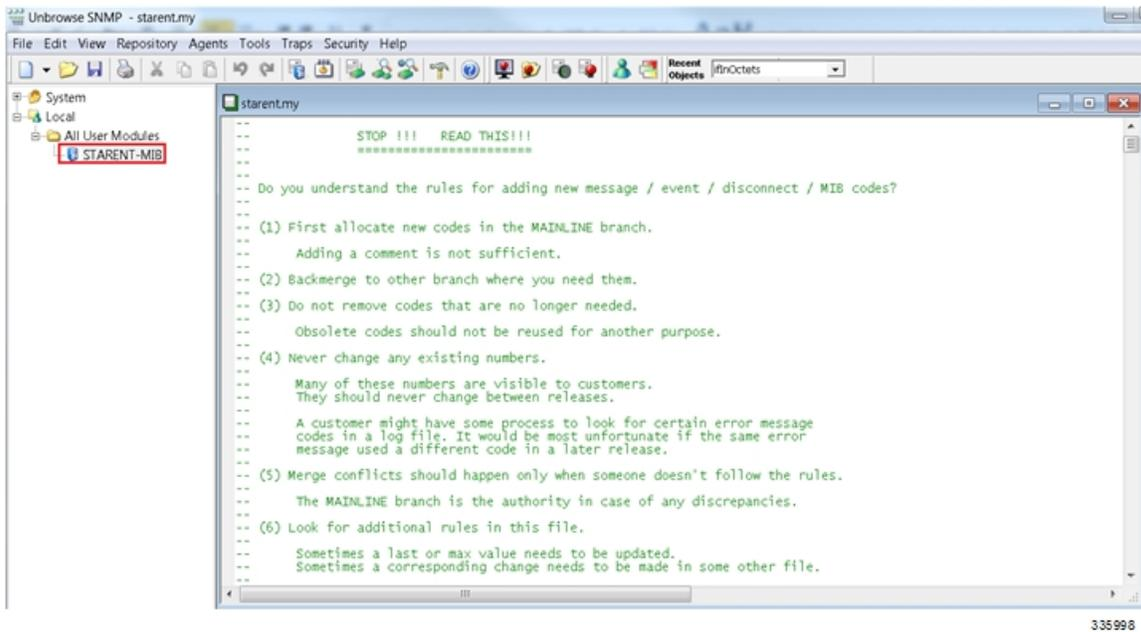 Unbrowse SNMP - starent.my
File Edit View Repository Agents Tools Traps Security Help
Recent Objects ifInOctets
System
Local
All User Modules
STARENT-MIB
starent.my
--
-- STOP !!! READ THIS!!!
-- =======================
--
--
-- Do you understand the rules for adding new message / event / disconnect / MIB codes?
--
--
-- (1) First allocate new codes in the MAINLINE branch.
--
-- Adding a comment is not sufficient.
--
-- (2) Backmerge to other branch where you need them.
--
-- (3) Do not remove codes that are no longer needed.
--
-- Obsolete codes should not be reused for another purpose.
--
-- (4) Never change any existing numbers.
--
-- Many of these numbers are visible to customers.
-- They should never change between releases.
--
-- A customer might have some process to look for certain error message
-- codes in a log file. It would be most unfortunate if the same error
-- message used a different code in a later release.
--
-- (5) Merge conflicts should happen only when someone doesn't follow the rules.
--
-- The MAINLINE branch is the authority in case of any discrepancies.
--
-- (6) Look for additional rules in this file.
--
-- Sometimes a last or max value needs to be updated.
-- Sometimes a corresponding change needs to be made in some other file.
--
335998